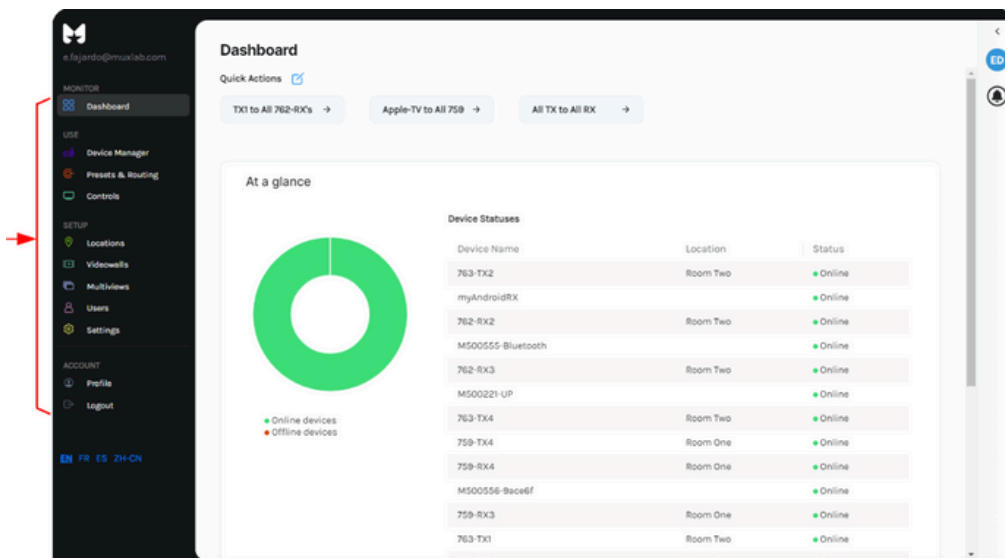 e.fajardo@muxlab.com
MONITOR
Dashboard
USE
Device Manager
Presets & Routing
Controls
SETUP
Locations
Videowalls
Multiviews
Users
Settings
ACCOUNT
Profile
Logout
EN FR ES ZH-CN
Dashboard
Quick Actions
TX1 to All 762-RX's →
Apple-TV to All 759 →
All TX to All RX →
At a glance
Online devices
Offline devices
Device Statuses
Device Name Location Status
763-TX2 Room Two Online
myAndroidRX Online
762-RX2 Room Two Online
M500555-Bluetooth Online
762-RX3 Room Two Online
M500221-UP Online
763-TX4 Room Two Online
759-TX4 Room One Online
759-RX4 Room One Online
M500556-9ace6f Online
759-RX3 Room One Online
763-TX1 Room Two Online
ED